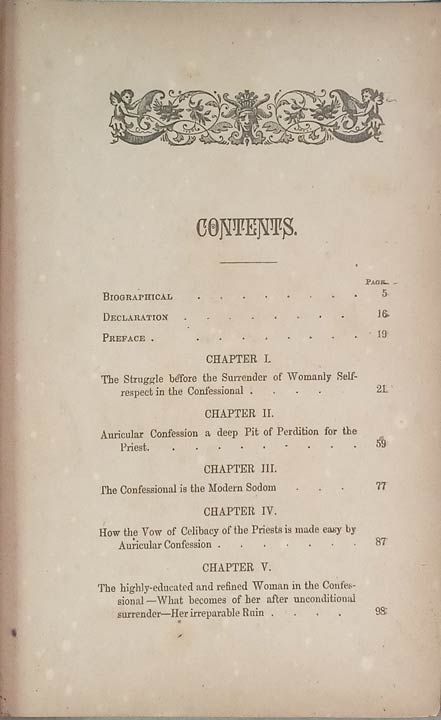 CONTENTS.
PAGE.
BIOGRAPHICAL . . . . . . . . 5
DECLARATION . . . . . . . . 16
PREFACE . . . . . . . . . 19
CHAPTER I.
The Struggle before the Surrender of Womanly Self-
respect in the Confessional . . . . 21
CHAPTER II.
Auricular Confession a deep Pit of Perdition for the
Priest. . . . . . . . . . 59
CHAPTER III.
The Confessional is the Modern Sodom . . . 77
CHAPTER IV.
How the Vow of Celibacy of the Priests is made easy by
Auricular Confession . . . . . . . 87
CHAPTER V.
The highly-educated and refined Woman in the Confes-
sional—What becomes of her after unconditional
surrender—Her irreparable Ruin . . . . 98